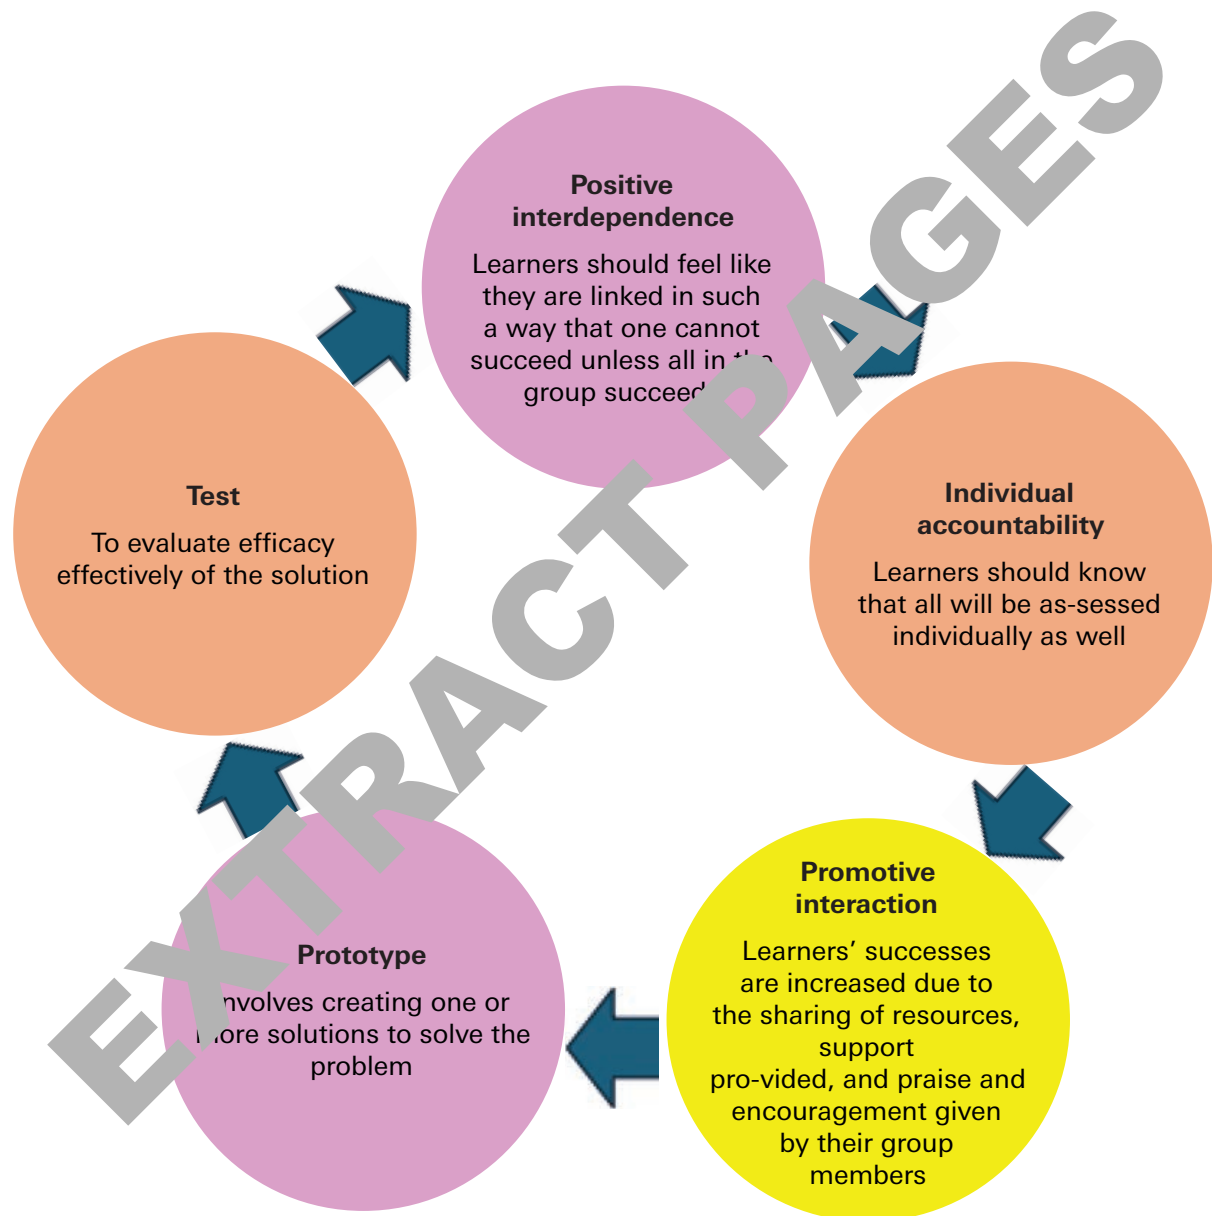 Positive
interdependence
Learners should feel like
they are linked in such
a way that one cannot
succeed unless all in the
group succeed
Individual
accountability
Learners should know
that all will be as-sessed
individually as well
Promotive
interaction
Learners’ successes
are increased due to
the sharing of resources,
support
pro-vided, and praise and
encouragement given
by their group
members
Prototype
Involves creating one or
more solutions to solve the
problem
Test
To evaluate efficacy
effectively of the solution
EXTRACT PAGES